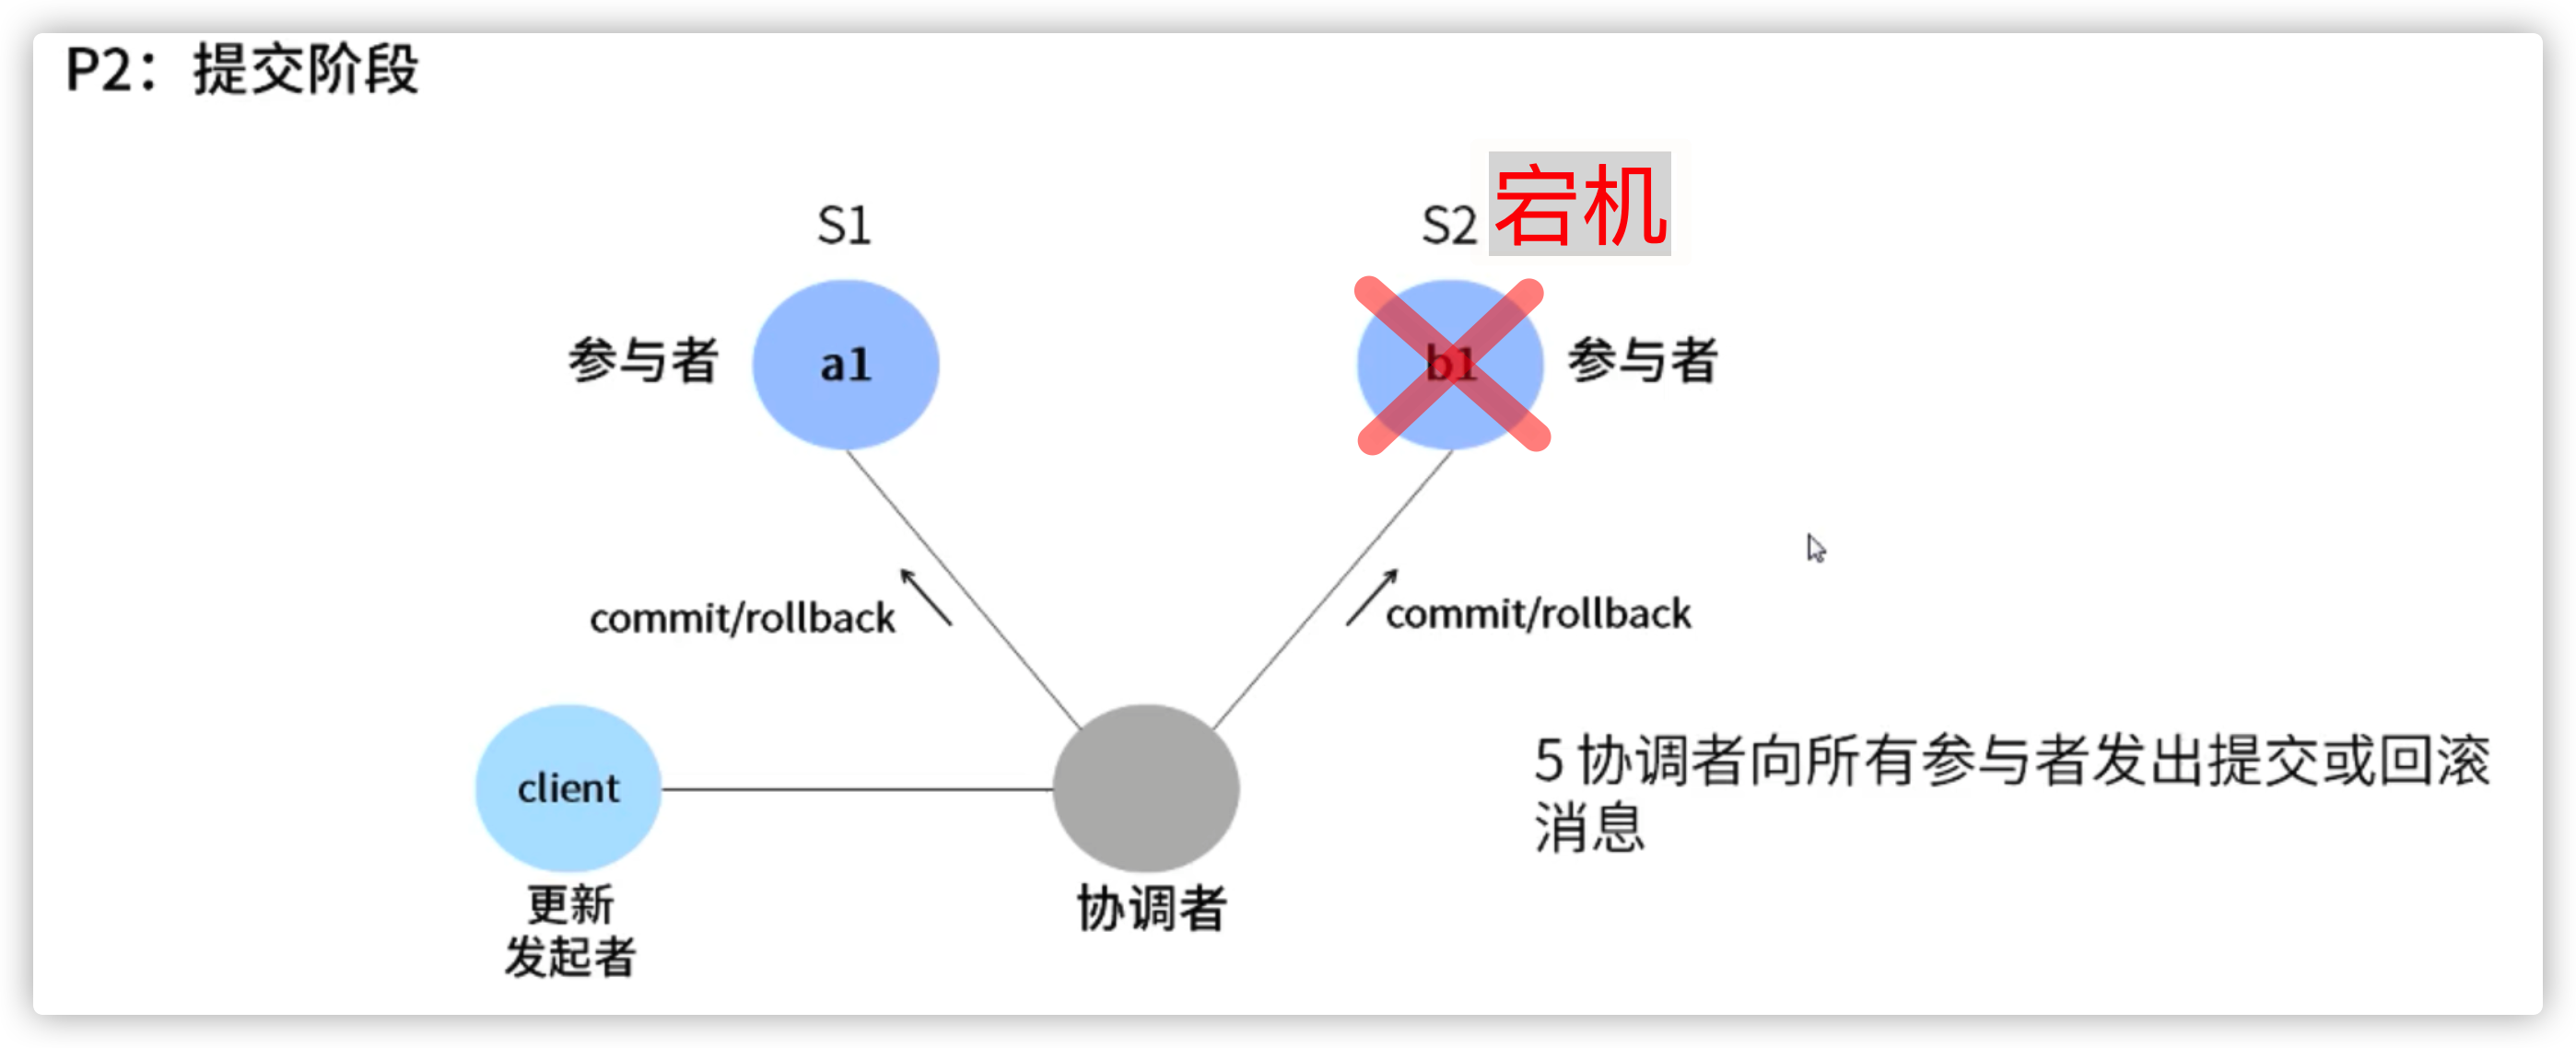 P2：提交阶段
S1
S2
宕机
参与者
a1
b1
参与者
commit/rollback
commit/rollback
client
更新
发起者
协调者
5 协调者向所有参与者发出提交或回滚
消息